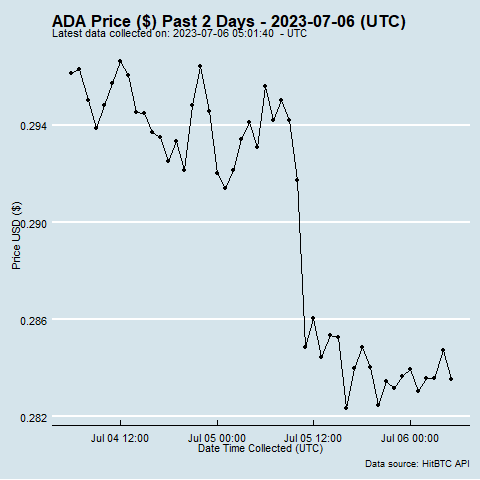 ADA Price ($) Past 2 Days - 2023-07-06 (UTC)
Latest data collected on: 2023-07-06 05:01:40  - UTC
0.294
0.290
0.286
0.282
Price USD ($)
Jul 04 12:00
Jul 05 00:00
Jul 05 12:00
Jul 06 00:00
Date Time Collected (UTC)
Data source: HitBTC API